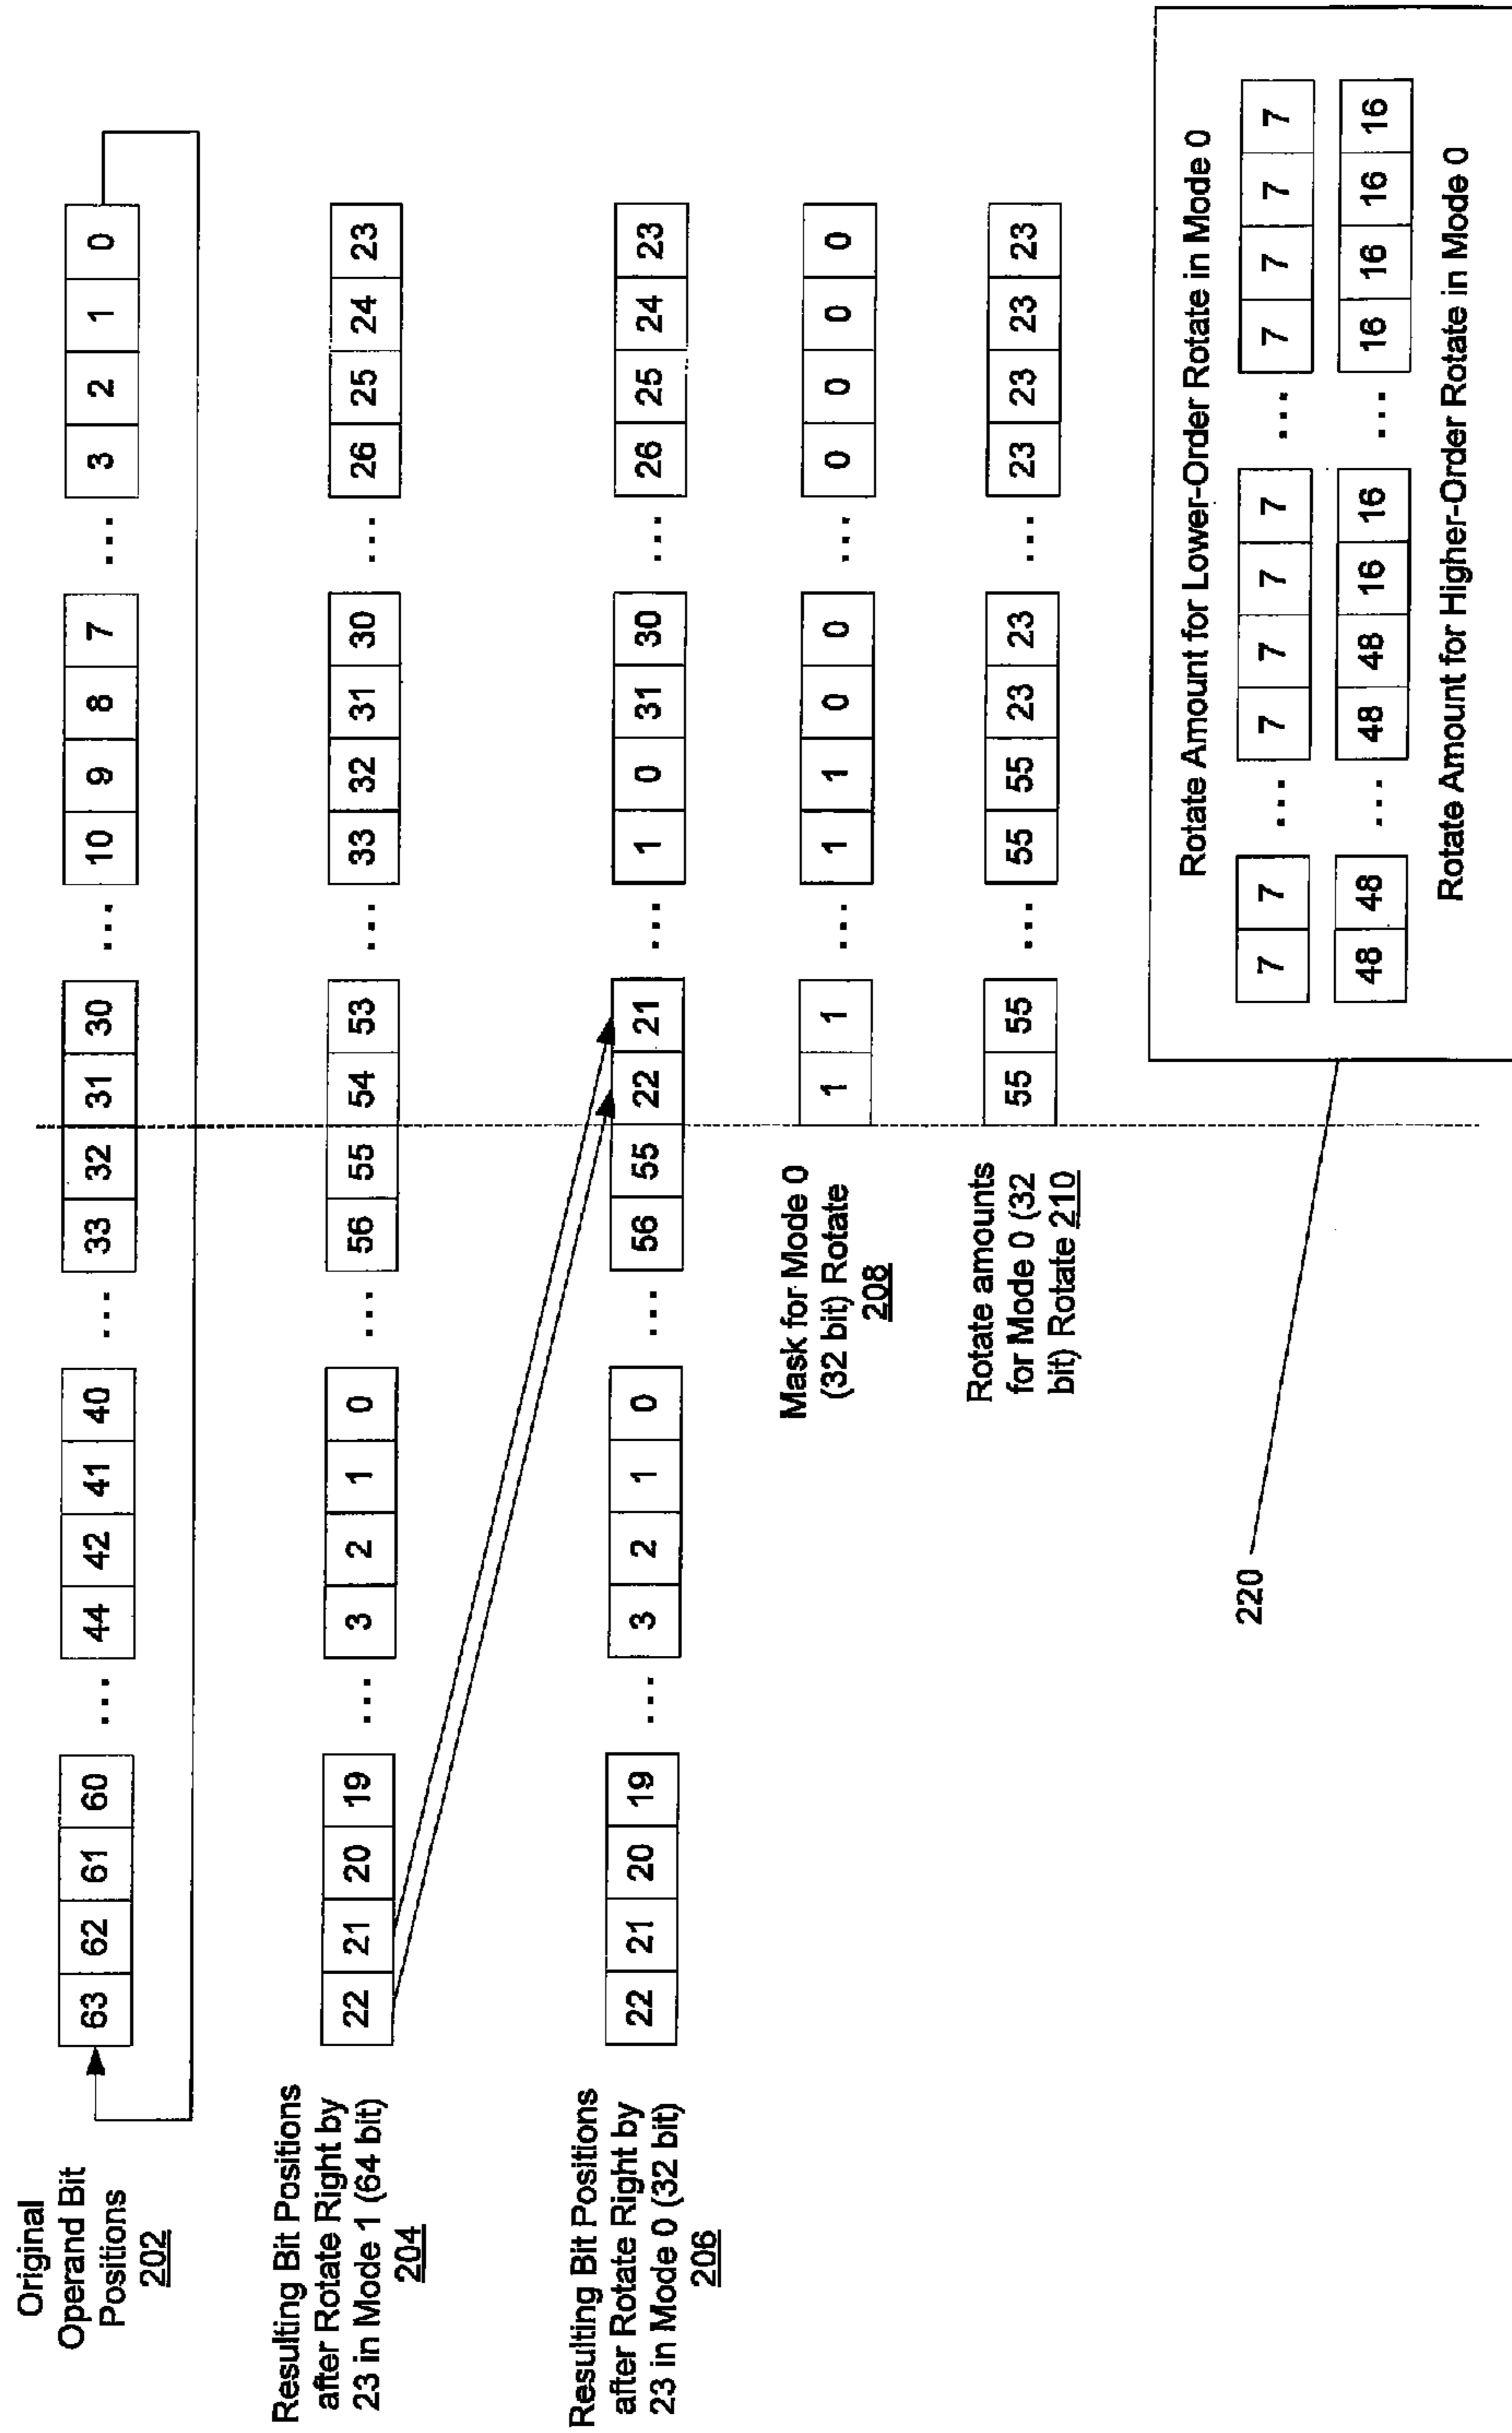 Original
Operand Bit
Positions
202
63 62 61 60 ... 44 42 41 40 ... 33 32 31 30 ... 10 9 8 7 ... 3 2 1 0
Resulting Bit Positions
after Rotate Right by
23 in Mode 1 (64 bit)
204
22 21 20 19 ... 3 2 1 0 ... 56 55 54 53 ... 33 32 31 30 ... 26 25 24 23
Resulting Bit Positions
after Rotate Right by
23 in Mode 0 (32 bit)
206
22 21 20 19 ... 3 2 1 0 ... 56 55 22 21 ... 1 0 31 30 ... 26 25 24 23
Mask for Mode 0
(32 bit) Rotate
208
1 1 ... 1 1 0 0 ... 0 0 0 0
Rotate amounts
for Mode 0 (32
bit) Rotate 210
55 55 ... 55 55 23 23 ... 23 23 23 23
220
Rotate Amount for Lower-Order Rotate in Mode 0
7 7 ... 7 7 7 7 ... 7 7 7 7
48 48 ... 48 48 16 16 ... 16 16 16 16
Rotate Amount for Higher-Order Rotate in Mode 0